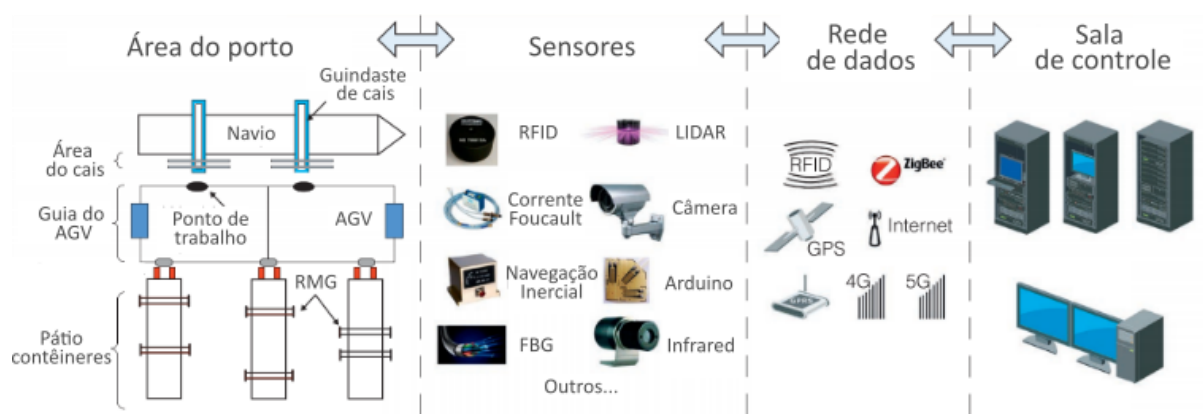 Área do porto
Sensores
Rede
de dados
Sala
de controle
Guindaste
de cais
Navio
Área
do cais
Guia do
AGV
Ponto de
trabalho
AGV
RMG
Pátio
contêineres
RFID
LIDAR
Corrente
Foucault
Câmera
Navegação
Inercial
Arduino
FBG
Infrared
Outros...
RFID
ZigBee®
GPS
Internet
GPRS
4G
5G